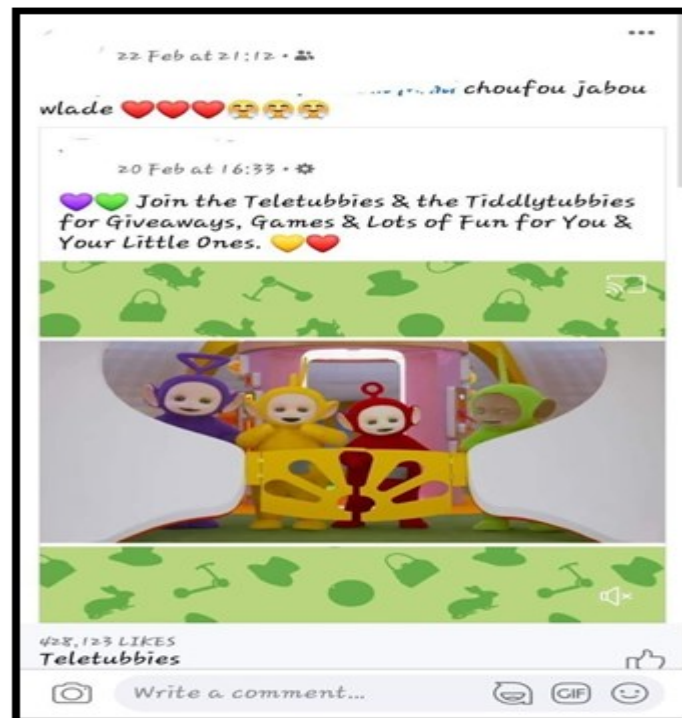 22 Feb at 21:12 •
choufou jabou
wlade ❤️❤️❤️😤😤😤
20 Feb at 16:33 •
💜💚 Join the Teletubbies & the Tiddlytubbies
for Giveaways, Games & Lots of Fun for You &
Your Little Ones. 💛❤️
428,123 LIKES
Teletubbies
Write a comment...
GIF